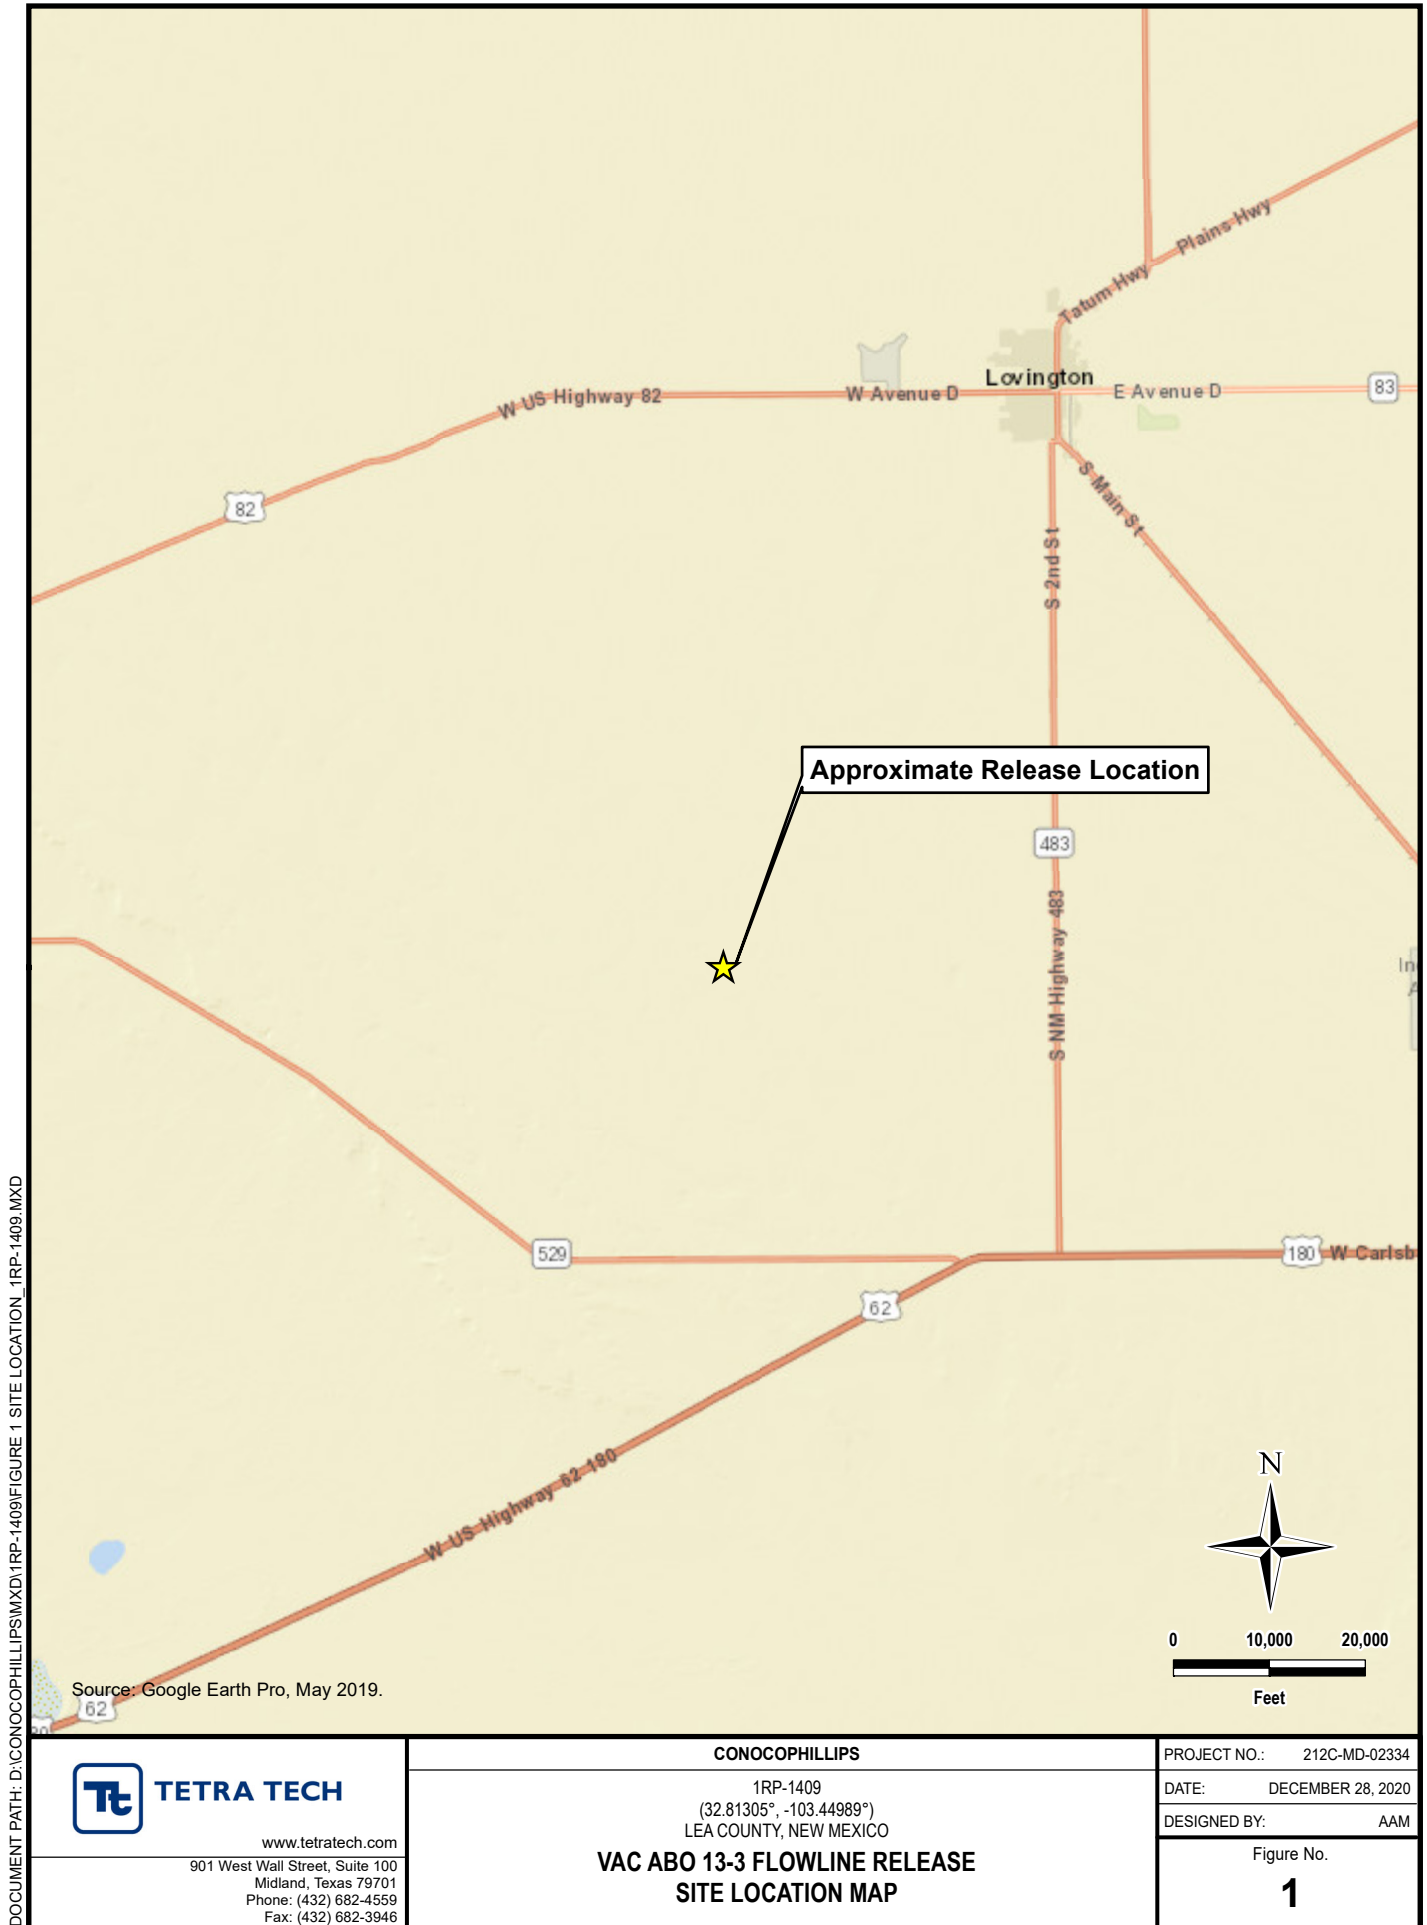 Plains Hwy
Tatum Hwy
Lovington
W US Highway 82
W Avenue D
E Avenue D
83
82
S Main St
S 2nd St
Approximate Release Location
483
S NM Highway 483
529
180
W Carlsb
62
W US Highway 62 180
N
0 10,000 20,000
Feet
Source: Google Earth Pro, May 2019.
62
DOCUMENT PATH: D:\CONOCOPHILLIPS\MXD\1RP-1409\FIGURE 1 SITE LOCATION_1RP-1409.MXD
Tt TETRA TECH
www.tetratech.com
901 West Wall Street, Suite 100
Midland, Texas 79701
Phone: (432) 682-4559
Fax: (432) 682-3946
CONOCOPHILLIPS
1RP-1409
(32.81305°, -103.44989°)
LEA COUNTY, NEW MEXICO
VAC ABO 13-3 FLOWLINE RELEASE
SITE LOCATION MAP
PROJECT NO.: 212C-MD-02334
DATE: DECEMBER 28, 2020
DESIGNED BY: AAM
Figure No.
1